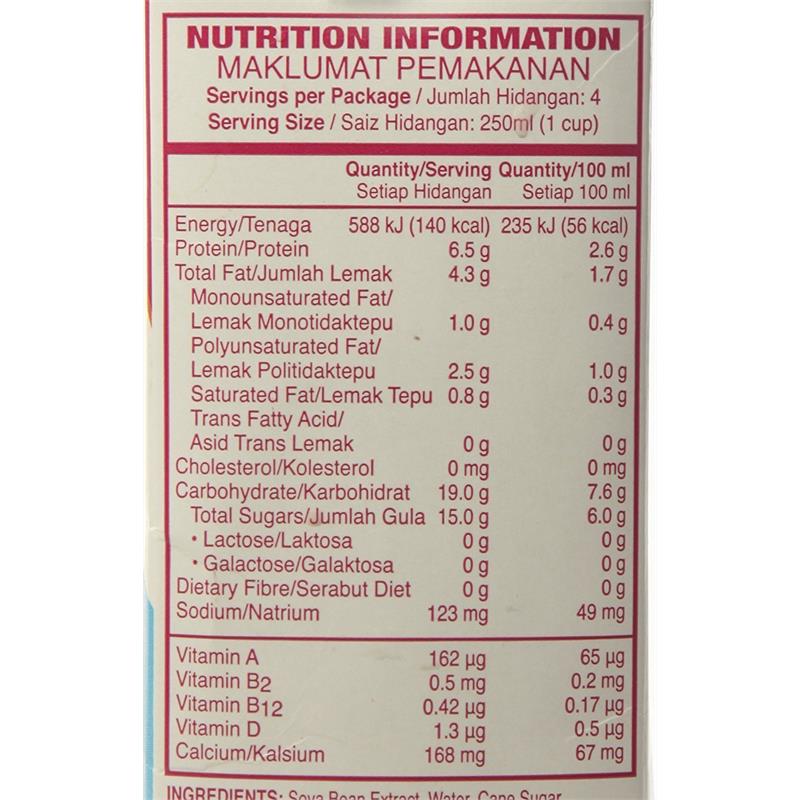 NUTRITION INFORMATION
MAKLUMAT PEMAKANAN
Servings per Package / Jumlah Hidangan: 4
Serving Size / Saiz Hidangan: 250ml (1 cup)
Quantity/Serving Quantity/100 ml
Setiap Hidangan Setiap 100 ml
Energy/Tenaga 588 kJ (140 kcal) 235 kJ (56 kcal)
Protein/Protein 6.5 g 2.6 g
Total Fat/Jumlah Lemak 4.3 g 1.7 g
Monounsaturated Fat/
Lemak Monotidaktepu 1.0 g 0.4 g
Polyunsaturated Fat/
Lemak Politidaktepu 2.5 g 1.0 g
Saturated Fat/Lemak Tepu 0.8 g 0.3 g
Trans Fatty Acid/
Asid Trans Lemak 0 g 0 g
Cholesterol/Kolesterol 0 mg 0 mg
Carbohydrate/Karbohidrat 19.0 g 7.6 g
Total Sugars/Jumlah Gula 15.0 g 6.0 g
• Lactose/Laktosa 0 g 0 g
• Galactose/Galaktosa 0 g 0 g
Dietary Fibre/Serabut Diet 0 g 0 g
Sodium/Natrium 123 mg 49 mg
Vitamin A 162 µg 65 µg
Vitamin B2 0.5 mg 0.2 mg
Vitamin B12 0.42 µg 0.17 µg
Vitamin D 1.3 µg 0.5 µg
Calcium/Kalsium 168 mg 67 mg
INGREDIENTS: Soya Bean Extract, Water, Cane Sugar,